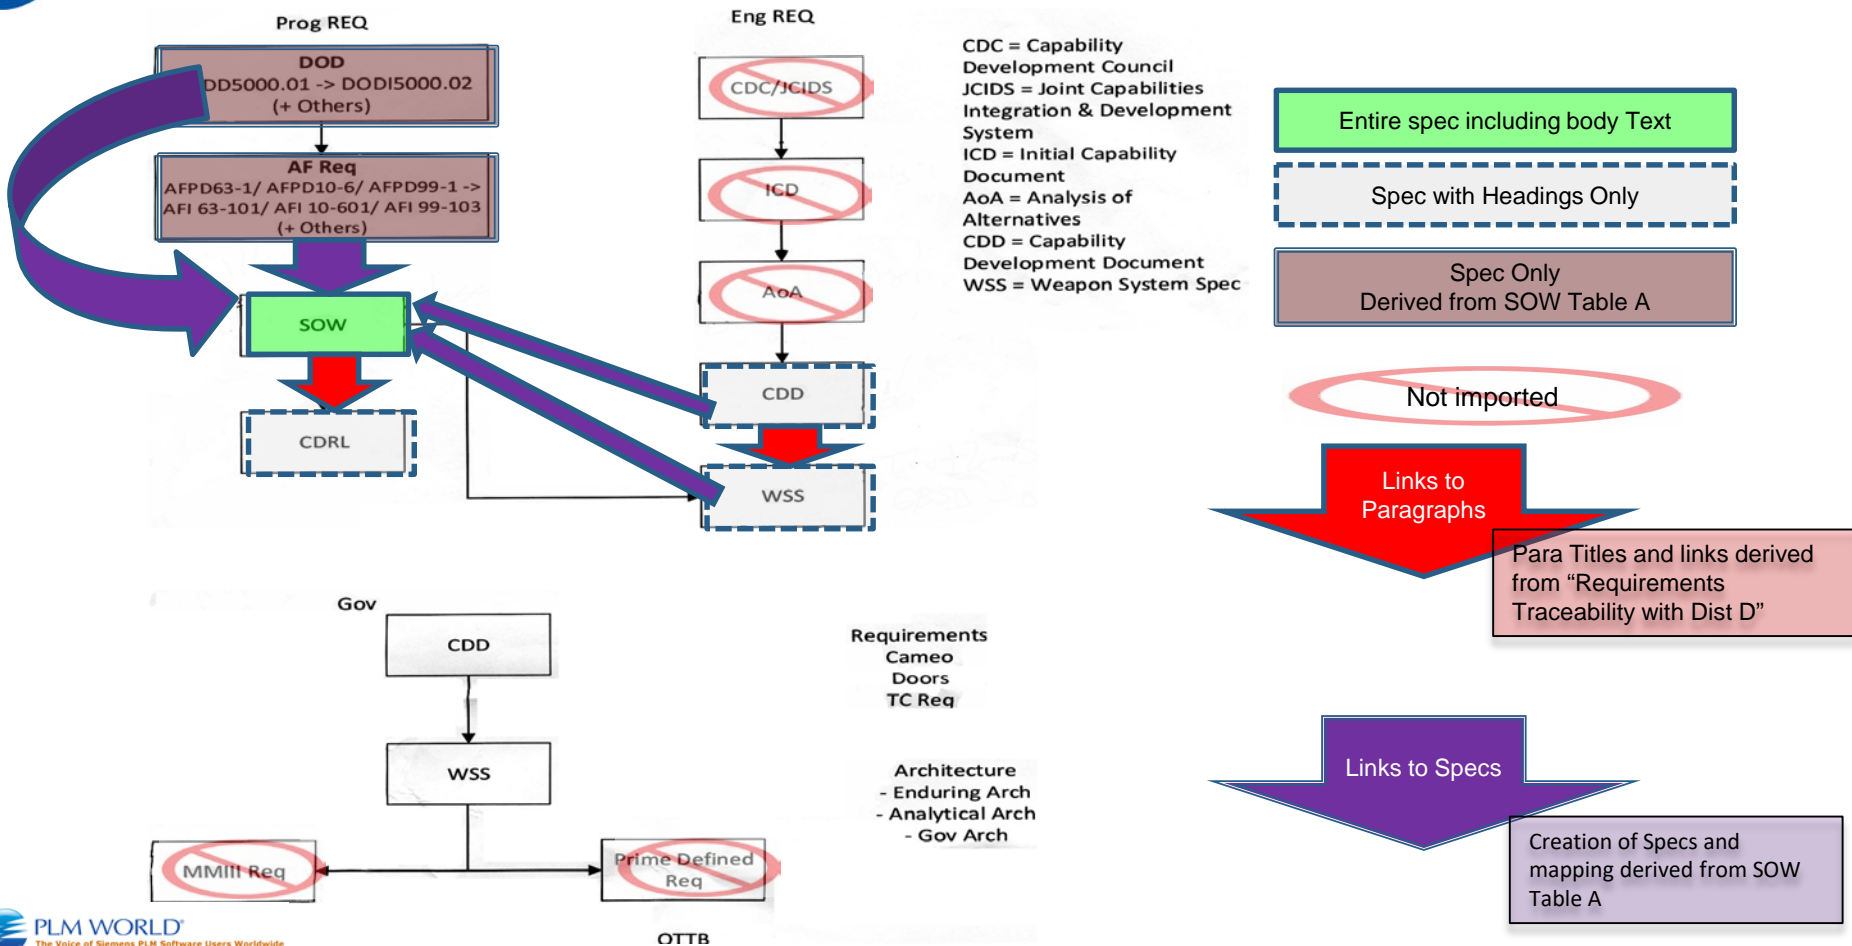 Prog REQ
DOD
DD5000.01 -> DODI5000.02
(+ Others)
AF Req
AFPD63-1/ AFPD10-6/ AFPD99-1 ->
AFI 63-101/ AFI 10-601/ AFI 99-103
(+ Others)
SOW
CDRL
Eng REQ
CDC/JCIDS
ICD
AoA
CDD
WSS
CDC = Capability
Development Council
JCIDS = Joint Capabilities
Integration & Development
System
ICD = Initial Capability
Document
AoA = Analysis of
Alternatives
CDD = Capability
Development Document
WSS = Weapon System Spec
Entire spec including body Text
Spec with Headings Only
Spec Only
Derived from SOW Table A
Not imported
Links to
Paragraphs
Para Titles and links derived
from “Requirements
Traceability with Dist D”
Links to Specs
Creation of Specs and
mapping derived from SOW
Table A
Gov
CDD
WSS
MMIII Req
Prime Defined
Req
OTTB
Requirements
Cameo
Doors
TC Req
Architecture
- Enduring Arch
- Analytical Arch
- Gov Arch
PLM WORLD
The Voice of Siemens PLM Software Users Worldwide